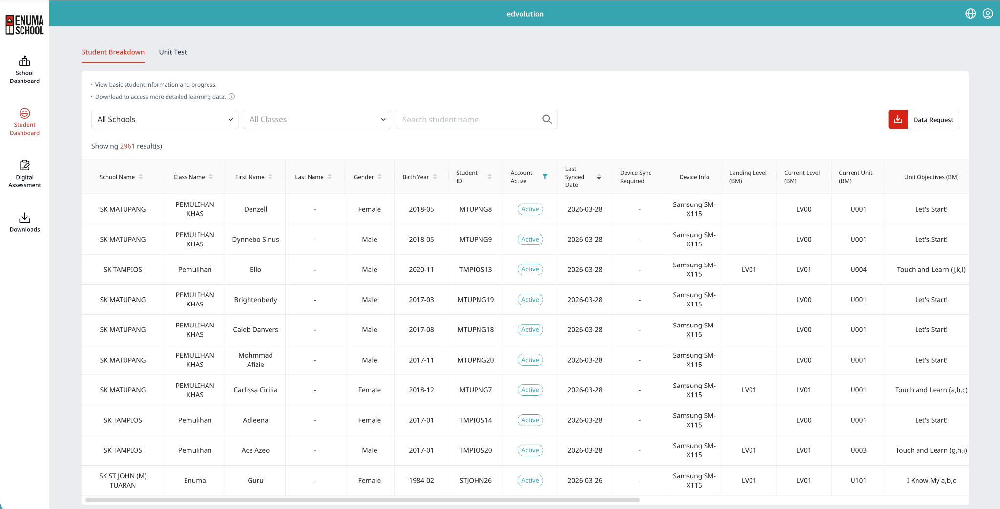 ENUMA
SCHOOL
edvolution
School
Dashboard
Student
Dashboard
Digital
Assessment
Downloads
Student Breakdown Unit Test
· View basic student information and progress.
· Download to access more detailed learning data.
All Schools All Classes Search student name Data Request
Showing 2961 result(s)
School Name Class Name First Name Last Name Gender Birth Year Student ID Account Active Last Synced Date Device Sync Required Device Info Landing Level (BM) Current Level (BM) Current Unit (BM) Unit Objectives (BM)
SK MATUPANG PEMULIHAN KHAS Denzell - Female 2018-05 MTUPNG8 Active 2026-03-28 - Samsung SM-X115 LV00 U001 Let's Start!
SK MATUPANG PEMULIHAN KHAS Dynnebo Sinus - Male 2018-05 MTUPNG9 Active 2026-03-28 - Samsung SM-X115 LV00 U001 Let's Start!
SK TAMPIOS Pemulihan Ello - Male 2020-11 TMPIOS13 Active 2026-03-28 - Samsung SM-X115 LV01 LV01 U004 Touch and Learn (j,k,l)
SK MATUPANG PEMULIHAN KHAS Brightenberly - Male 2017-03 MTUPNG19 Active 2026-03-28 - Samsung SM-X115 LV00 U001 Let's Start!
SK MATUPANG PEMULIHAN KHAS Caleb Danvers - Male 2017-08 MTUPNG18 Active 2026-03-28 - Samsung SM-X115 LV00 U001 Let's Start!
SK MATUPANG PEMULIHAN KHAS Mohmmad Afizie - Male 2017-11 MTUPNG20 Active 2026-03-28 - Samsung SM-X115 LV00 U001 Let's Start!
SK MATUPANG PEMULIHAN KHAS Carlissa Cicilia - Female 2018-12 MTUPNG7 Active 2026-03-28 - Samsung SM-X115 LV01 LV01 U001 Touch and Learn (a,b,c)
SK TAMPIOS Pemulihan Adleena - Female 2017-01 TMPIOS14 Active 2026-03-28 - Samsung SM-X115 LV00 U001 Let's Start!
SK TAMPIOS Pemulihan Ace Azeo - Male 2017-01 TMPIOS20 Active 2026-03-28 - Samsung SM-X115 LV01 LV01 U003 Touch and Learn (g,h,i)
SK ST JOHN (M) TUARAN Enuma Guru - Female 1984-02 STJOHN26 Active 2026-03-26 - Samsung SM-X115 LV01 LV01 U101 I Know My a,b,c